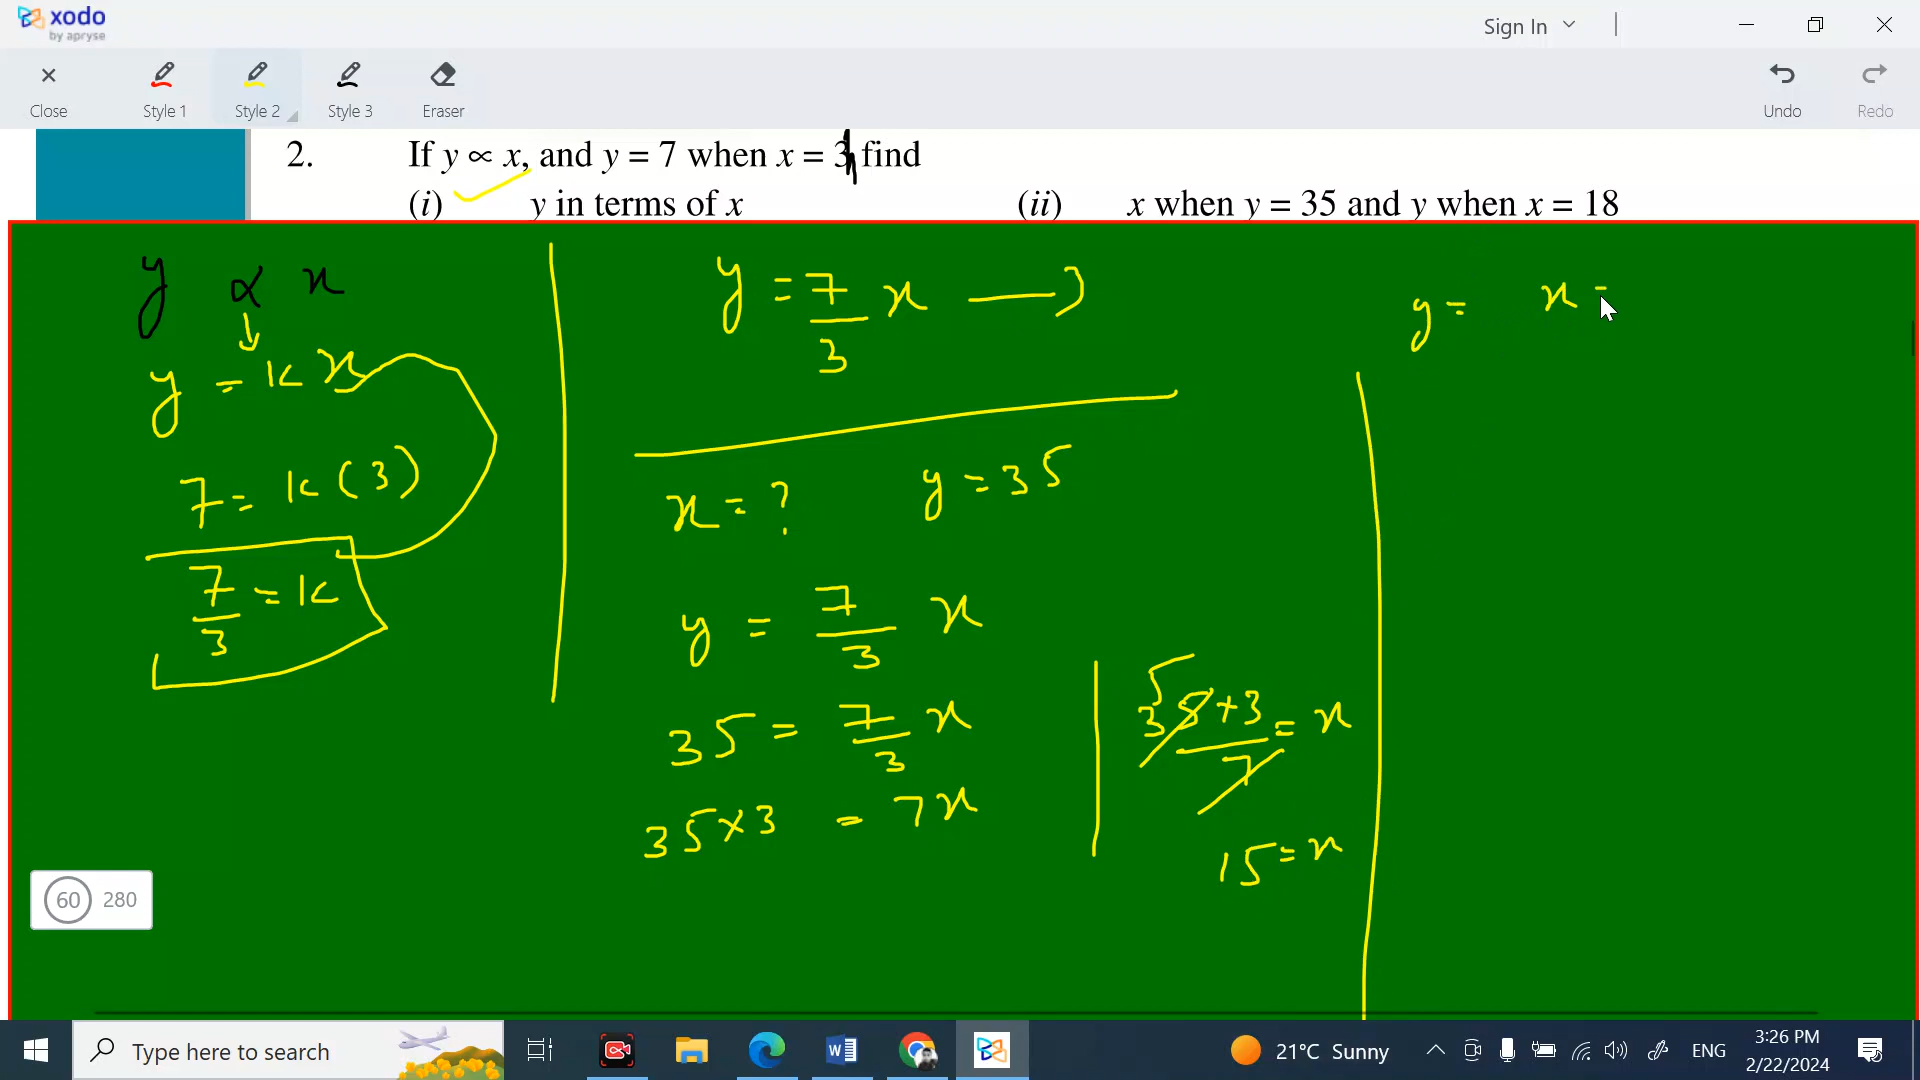 xodo
by apryse
Sign In
Close
Style 1
Style 2
Style 3
Eraser
Undo
Redo
2. If y ∝ x, and y = 7 when x = 3, find
(i) y in terms of x (ii) x when y = 35 and y when x = 18
y ∝ x
y = kx
7 = k (3)
7/3 = k
y = 7/3 x
x = ? y = 35
y = 7/3 x
35 = 7/3 x
35 × 3 = 7x
5
35 × 3 / 7 = x
15 = x
y = x =
60 280
Type here to search
21°C Sunny
ENG
3:26 PM
2/22/2024